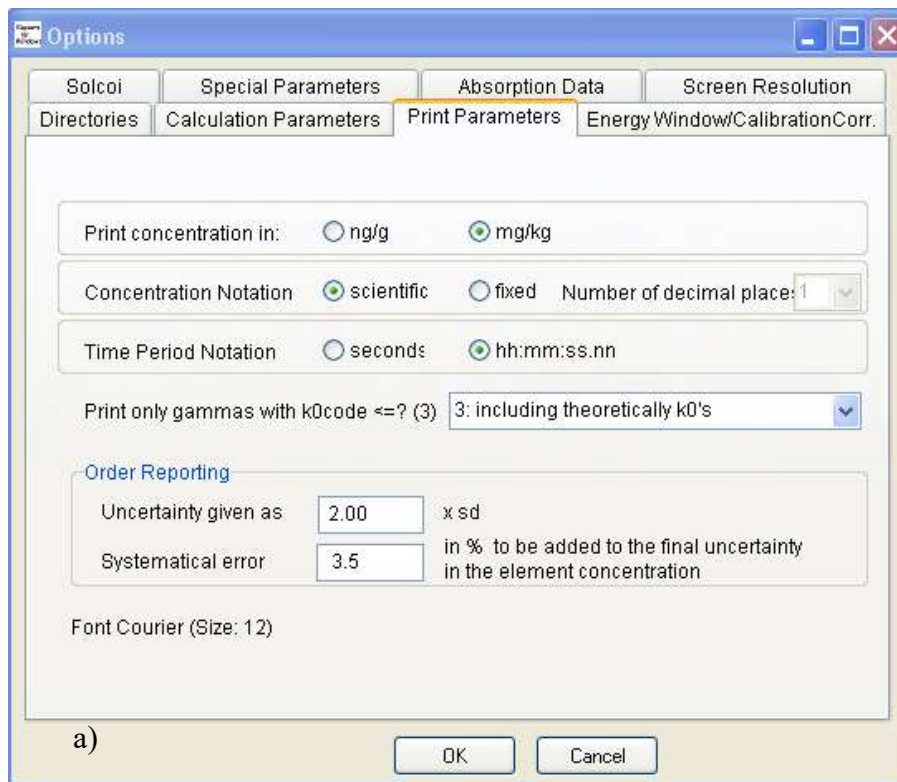 Options
Solcoi Special Parameters Absorption Data Screen Resolution
Directories Calculation Parameters Print Parameters Energy Window/CalibrationCorr.
Print concentration in: ng/g mg/kg
Concentration Notation scientific fixed Number of decimal places 1
Time Period Notation seconds hh:mm:ss.nn
Print only gammas with k0code <=? (3) 3: including theoretically k0's
Order Reporting
Uncertainty given as 2.00 x sd
Systematical error 3.5 in % to be added to the final uncertainty
in the element concentration
Font Courier (Size: 12)
a)
OK Cancel